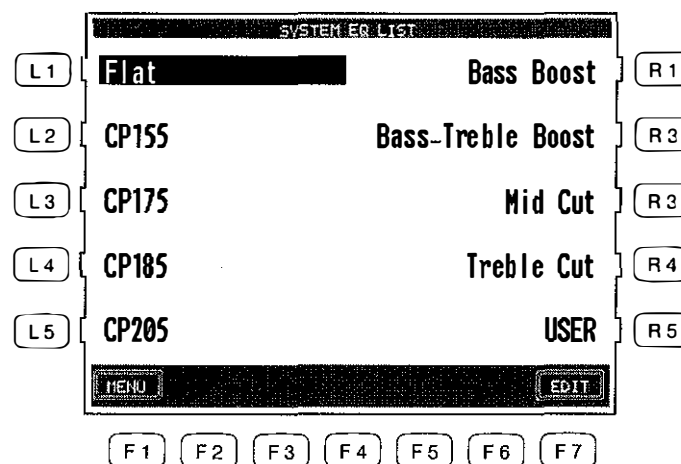 SYSTEM EQ LIST
L1 Flat Bass Boost R1
L2 CP155 Bass-Treble Boost R3
L3 CP175 Mid Cut R3
L4 CP185 Treble Cut R4
L5 CP205 USER R5
MENU EDIT
F1 F2 F3 F4 F5 F6 F7